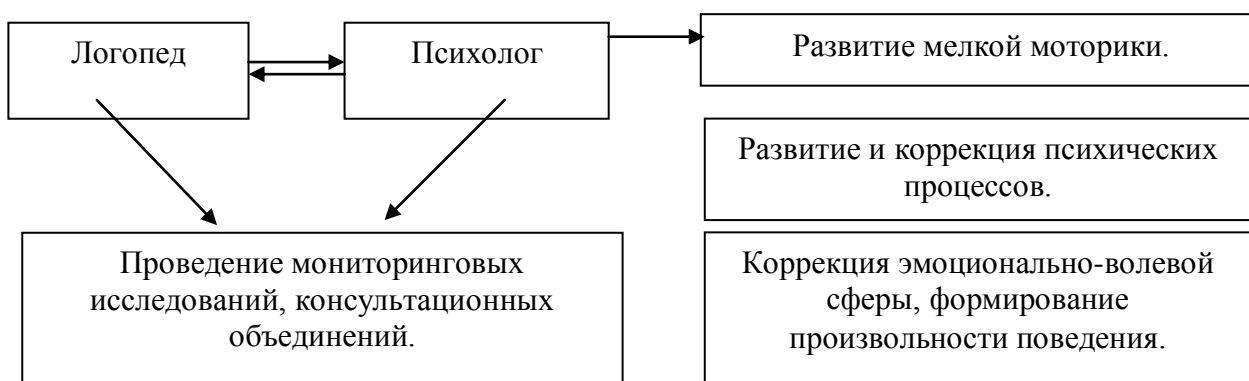 Логопед
Психолог
Развитие мелкой моторики.
Развитие и коррекция психических
процессов.
Проведение мониторинговых
исследований, консультационных
объединений.
Коррекция эмоционально-волевой
сферы, формирование
произвольности поведения.